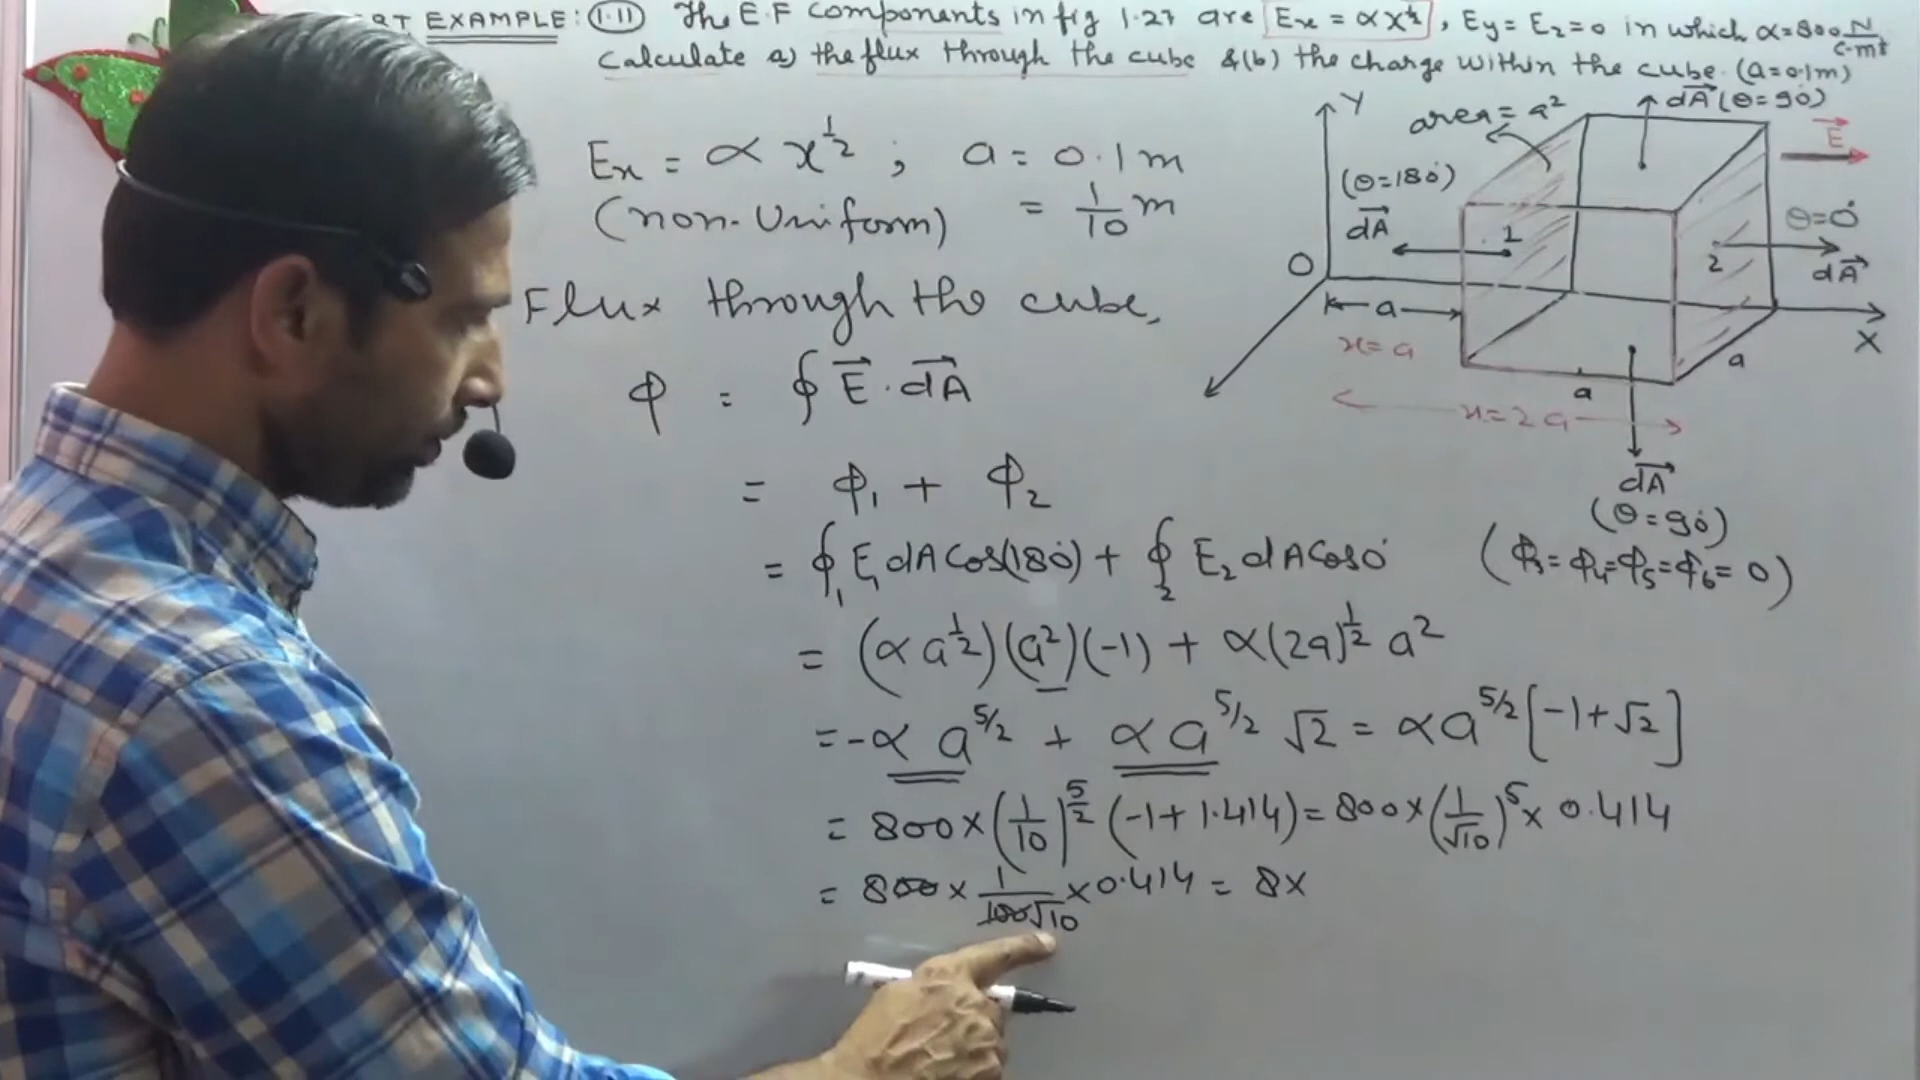 RT EXAMPLE: 1.11 The E.F components in fig 1.27 are Ex = αx^½, Ey = Ez = 0 in which α = 800 N/C-m^½
Calculate a) the flux through the cube & (b) the charge within the cube. (a = 0.1m)
Ex = α x^½ ; a = 0.1 m
(non-Uniform) = 1/10 m
Flux through the cube,
φ = ∮ E⃗ · dA⃗
= φ₁ + φ₂
= ∮₁ E₁ dA Cos(180°) + ∮₂ E₂ dA Cos0° (φ₃ = φ₄ = φ₅ = φ₆ = 0)
= (α a^½)(a²)(-1) + α(2a)^½ a²
= -α a^5/2 + α a^5/2 √2 = α a^5/2 [-1 + √2]
= 800 × (1/10)^5/2 (-1 + 1.414) = 800 × (1/√10)^5 × 0.414
= 800 × 1/100√10 × 0.414 = 8 ×
Y
area = a²
dA⃗ (θ = 90°)
E⃗
(θ = 180°)
dA⃗
1
θ = 0°
2
dA⃗
O
a
X
x = a
a
a
x = 2a
dA⃗
(θ = 90°)